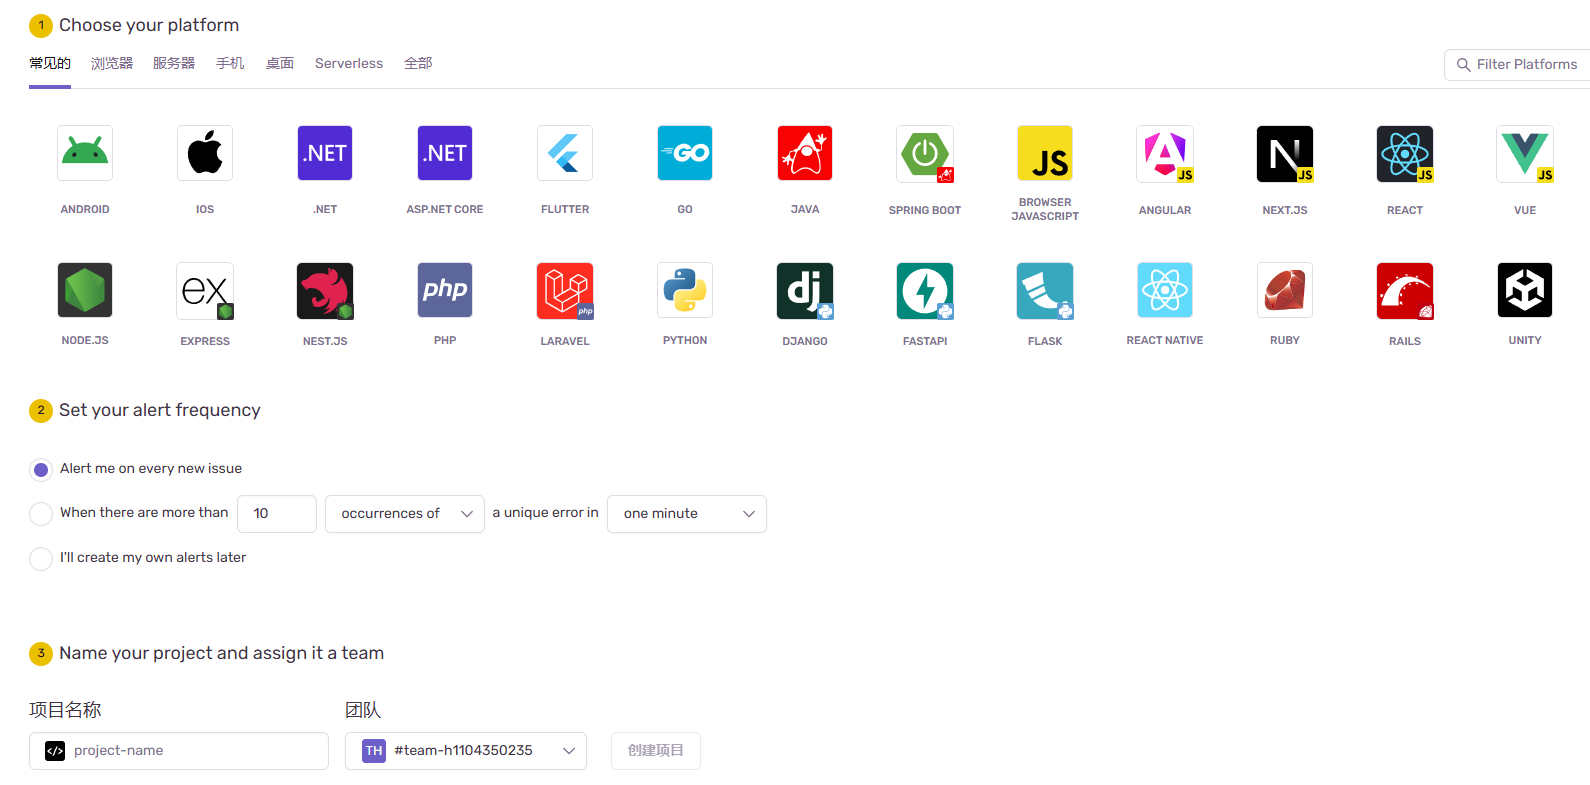 1 Choose your platform
常见的 浏览器 服务器 手机 桌面 Serverless 全部
Filter Platforms
.NET .NET GO JS JS JS JS JS
ANDROID IOS .NET ASP.NET CORE FLUTTER GO JAVA SPRING BOOT BROWSER JAVASCRIPT ANGULAR NEXT.JS REACT VUE
ex php php dj
NODE.JS EXPRESS NEST.JS PHP LARAVEL PYTHON DJANGO FASTAPI FLASK REACT NATIVE RUBY RAILS UNITY
2 Set your alert frequency
Alert me on every new issue
When there are more than 10 occurrences of a unique error in one minute
I'll create my own alerts later
3 Name your project and assign it a team
项目名称 团队
project-name TH #team-h1104350235 创建项目